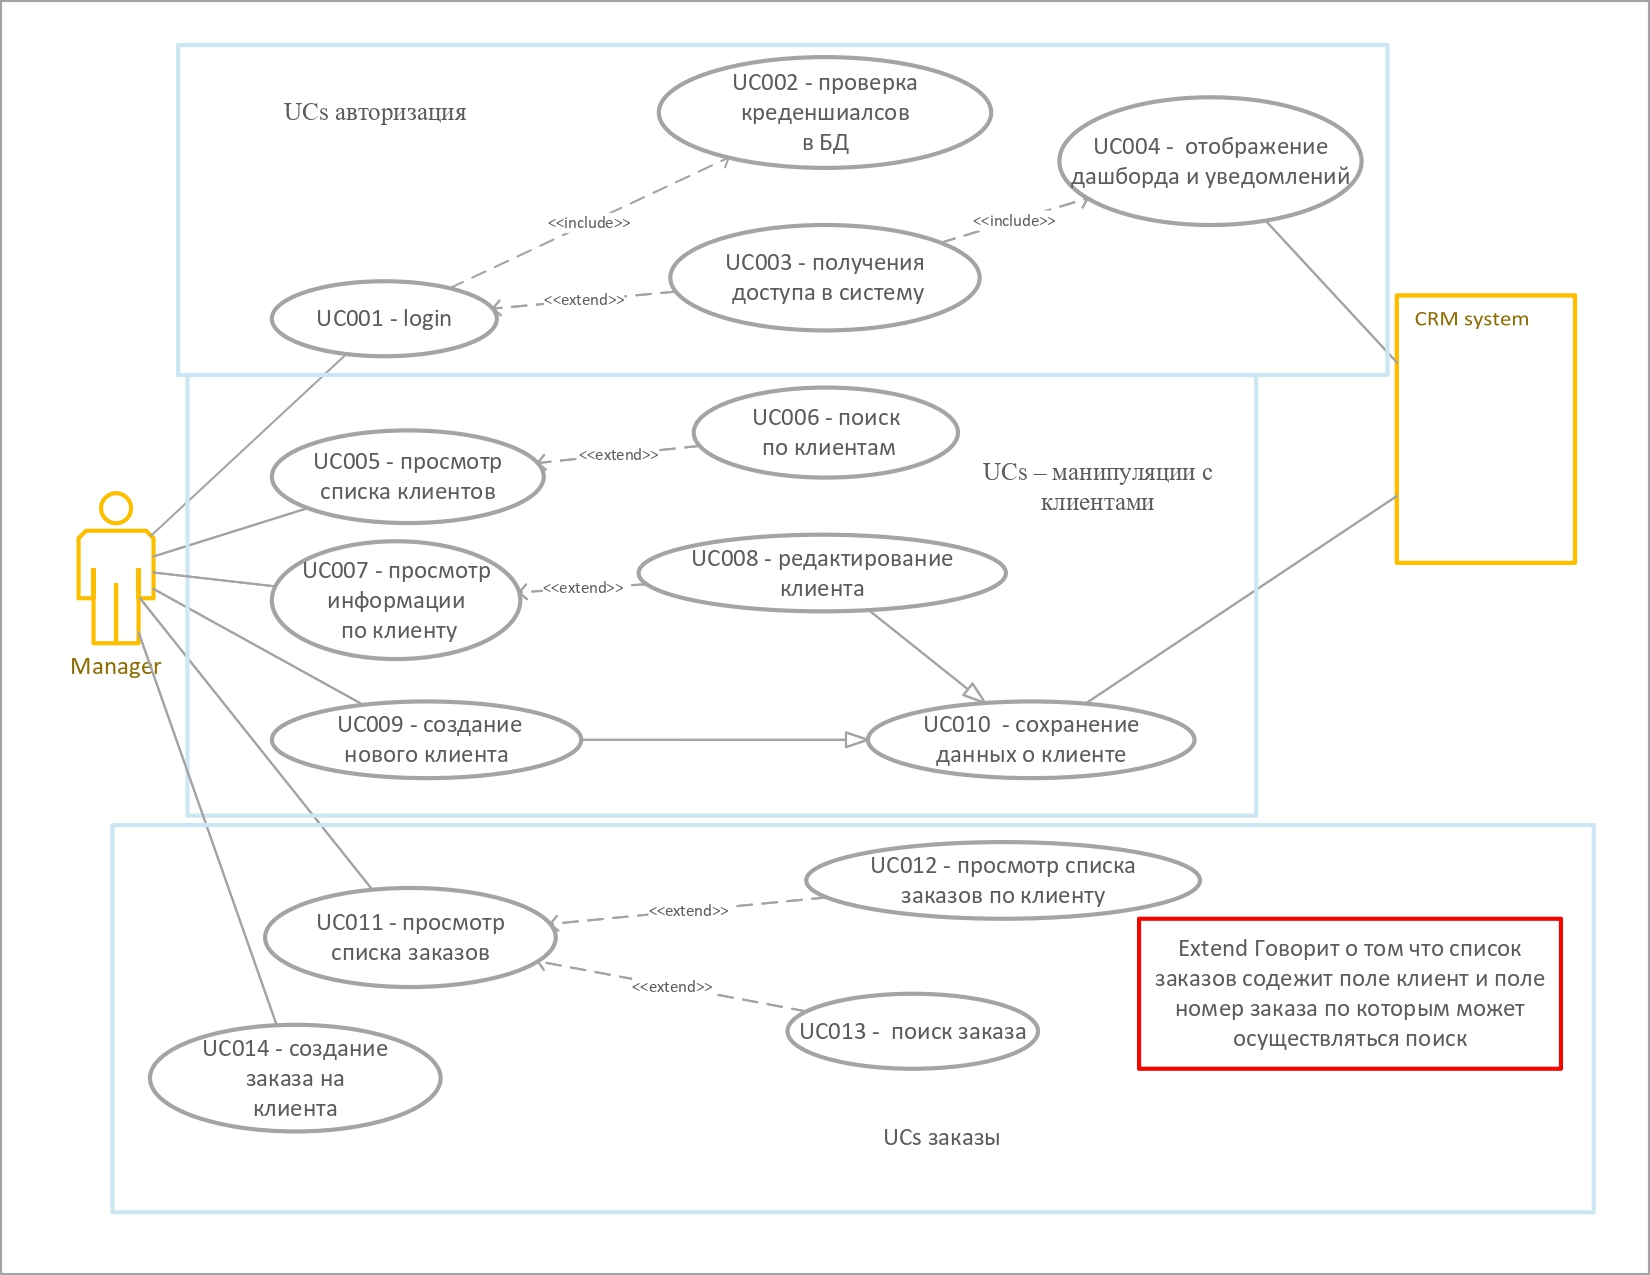 UCs авторизация
UC002 - проверка
креденшиалсов
в БД
UC004 -  отображение
дашборда и уведомлений
<<include>>
<<include>>
UC003 - получения
доступа в систему
<<extend>>
UC001 - login
CRM system
UC006 - поиск
по клиентам
<<extend>>
UC005 - просмотр
списка клиентов
UCs – манипуляции с
клиентами
UC008 - редактирование
клиента
<<extend>>
UC007 - просмотр
информации
по клиенту
Manager
UC009 - создание
нового клиента
UC010  - сохранение
данных о клиенте
UC012 - просмотр списка
заказов по клиенту
<<extend>>
UC011 - просмотр
списка заказов
<<extend>>
UC013 -  поиск заказа
Extend Говорит о том что список
заказов содежит поле клиент и поле
номер заказа по которым может
осуществляться поиск
UC014 - создание
заказа на
клиента
UCs заказы